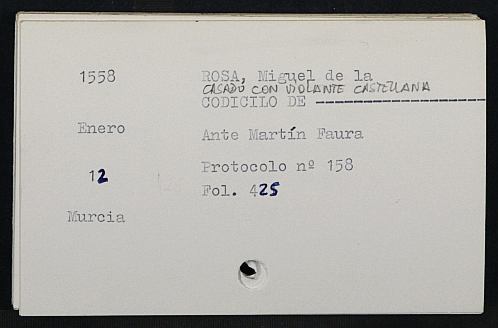 1558 ROSA, Miguel de la
CASADO CON VIOLANTE CASTELLANA
CODICILO DE --------------------
Enero Ante Martín Faura
12 Protocolo nº 158
Fol. 425
Murcia